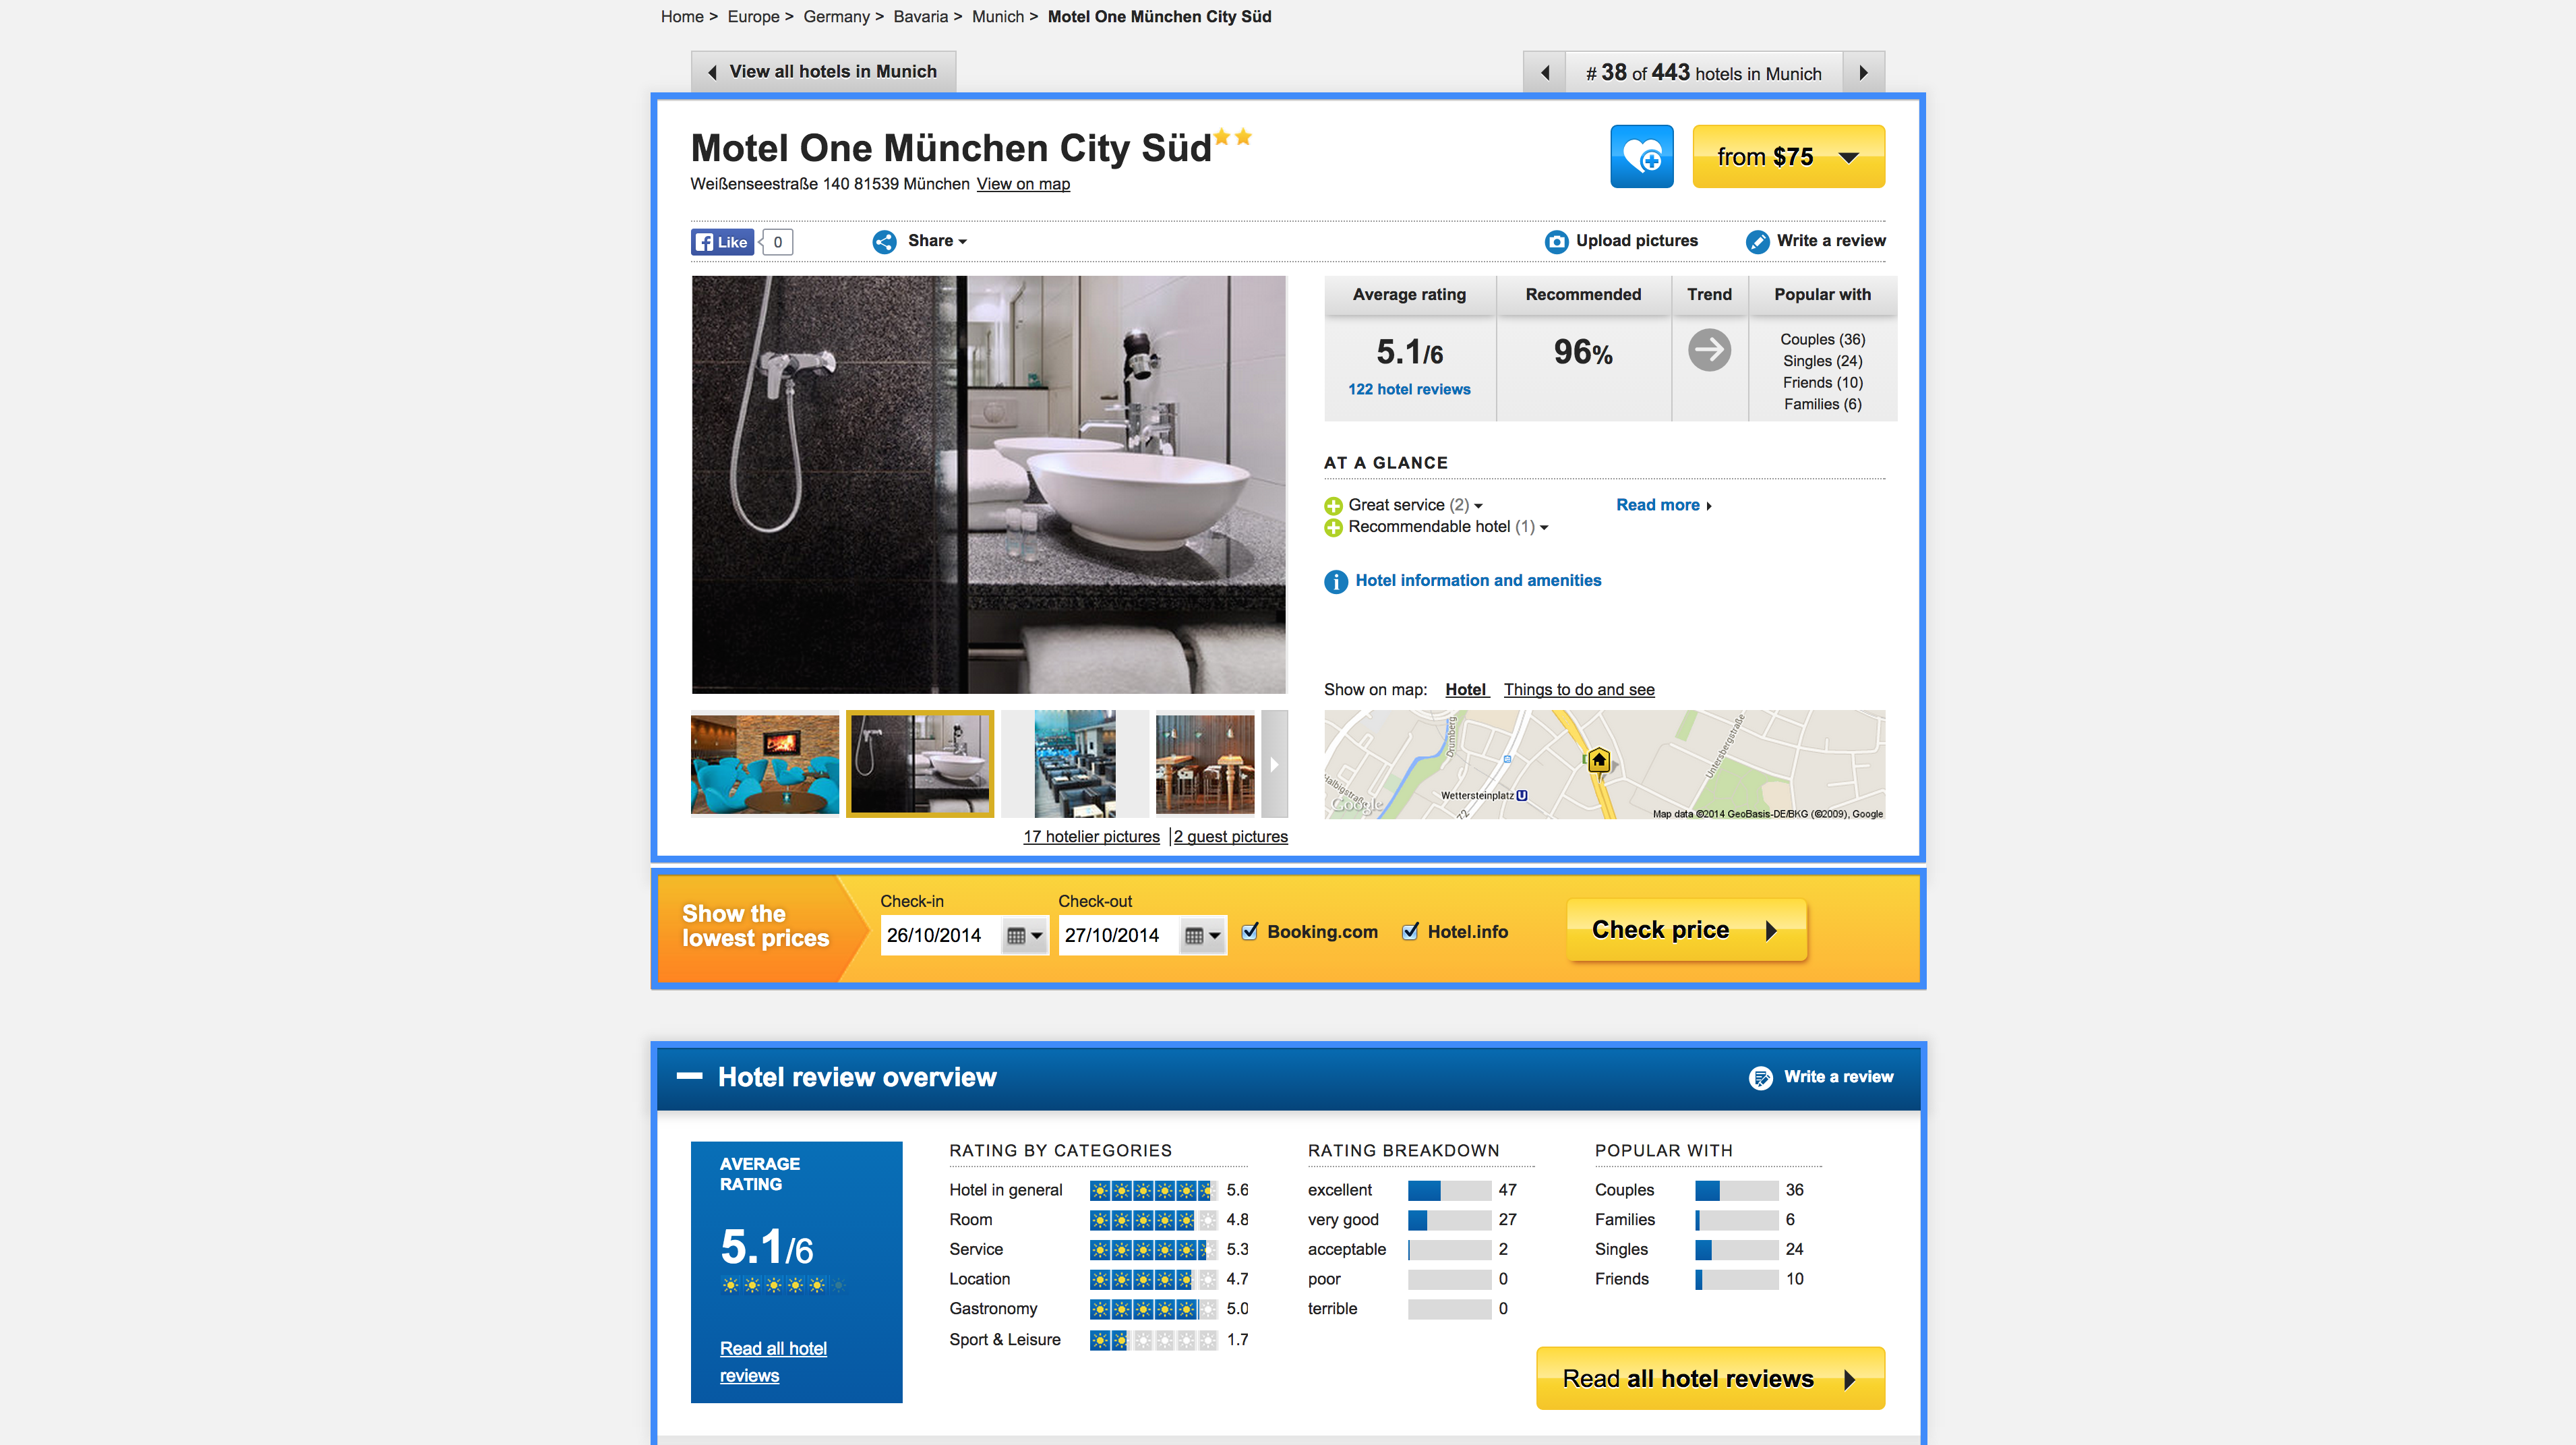 Home > Europe > Germany > Bavaria > Munich > Motel One München City Süd
View all hotels in Munich
# 38 of 443 hotels in Munich
Motel One München City Süd
from $75
Weißenseestraße 140 81539 München View on map
Like 0 Share Upload pictures Write a review
Average rating Recommended Trend Popular with
5.1/6 96%
122 hotel reviews
Couples (36)
Singles (24)
Friends (10)
Families (6)
AT A GLANCE
Great service (2) Read more
Recommendable hotel (1)
Hotel information and amenities
Show on map: Hotel Things to do and see
Drumberg
Untersbergstraße
Halbigstraße
Wettersteinplatz U
72
Google
Map data ©2014 GeoBasis-DE/BKG (©2009), Google
17 hotelier pictures | 2 guest pictures
Show the
lowest prices
Check-in Check-out
26/10/2014 27/10/2014 Booking.com Hotel.info Check price
Hotel review overview Write a review
AVERAGE
RATING
5.1/6
Read all hotel
reviews
RATING BY CATEGORIES
Hotel in general 5.6
Room 4.8
Service 5.3
Location 4.7
Gastronomy 5.0
Sport & Leisure 1.7
RATING BREAKDOWN
excellent 47
very good 27
acceptable 2
poor 0
terrible 0
POPULAR WITH
Couples 36
Families 6
Singles 24
Friends 10
Read all hotel reviews